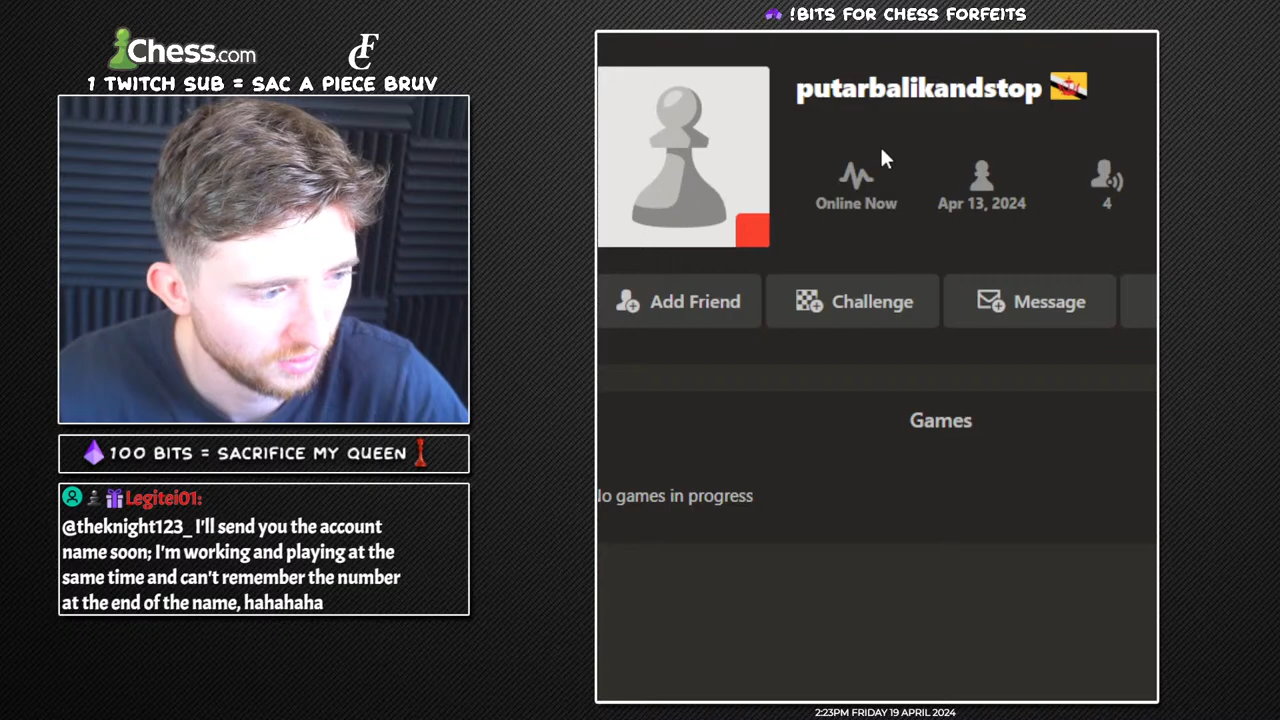 !BITS FOR CHESS FORFEITS
Chess.com
FC
1 TWITCH SUB = SAC A PIECE BRUV
putarbalikandstop
Online Now
Apr 13, 2024
4
Add Friend
Challenge
Message
Games
lo games in progress
100 BITS = SACRIFICE MY QUEEN
Legitei01:
@theknight123_ I'll send you the account
name soon; I'm working and playing at the
same time and can't remember the number
at the end of the name, hahahaha
2:23PM FRIDAY 19 APRIL 2024